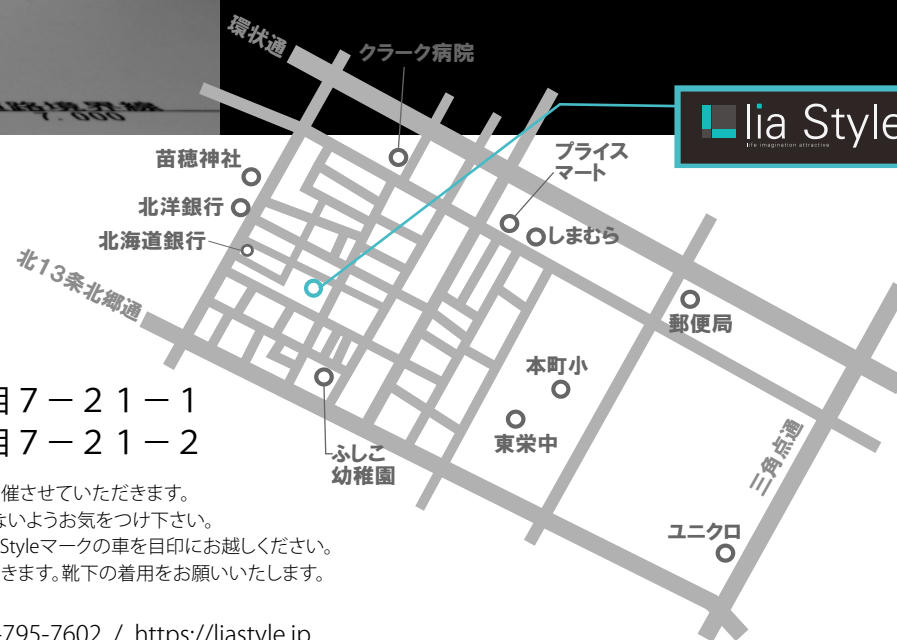 路境界線
7.000
環状通
クラーク病院
lia Style
life imagination attractive
苗穂神社
プライス
マート
北洋銀行
しまむら
北海道銀行
北13条北郷通
郵便局
本町小
目7－21－1
目7－21－2
東栄中
ふしこ
幼稚園
三角点通
催させていただきます。
ないようお気をつけ下さい。
Styleマークの車を目印にお越しください。
きます。靴下の着用をお願いいたします。
ユニクロ
-795-7602 / https://liastyle.jp